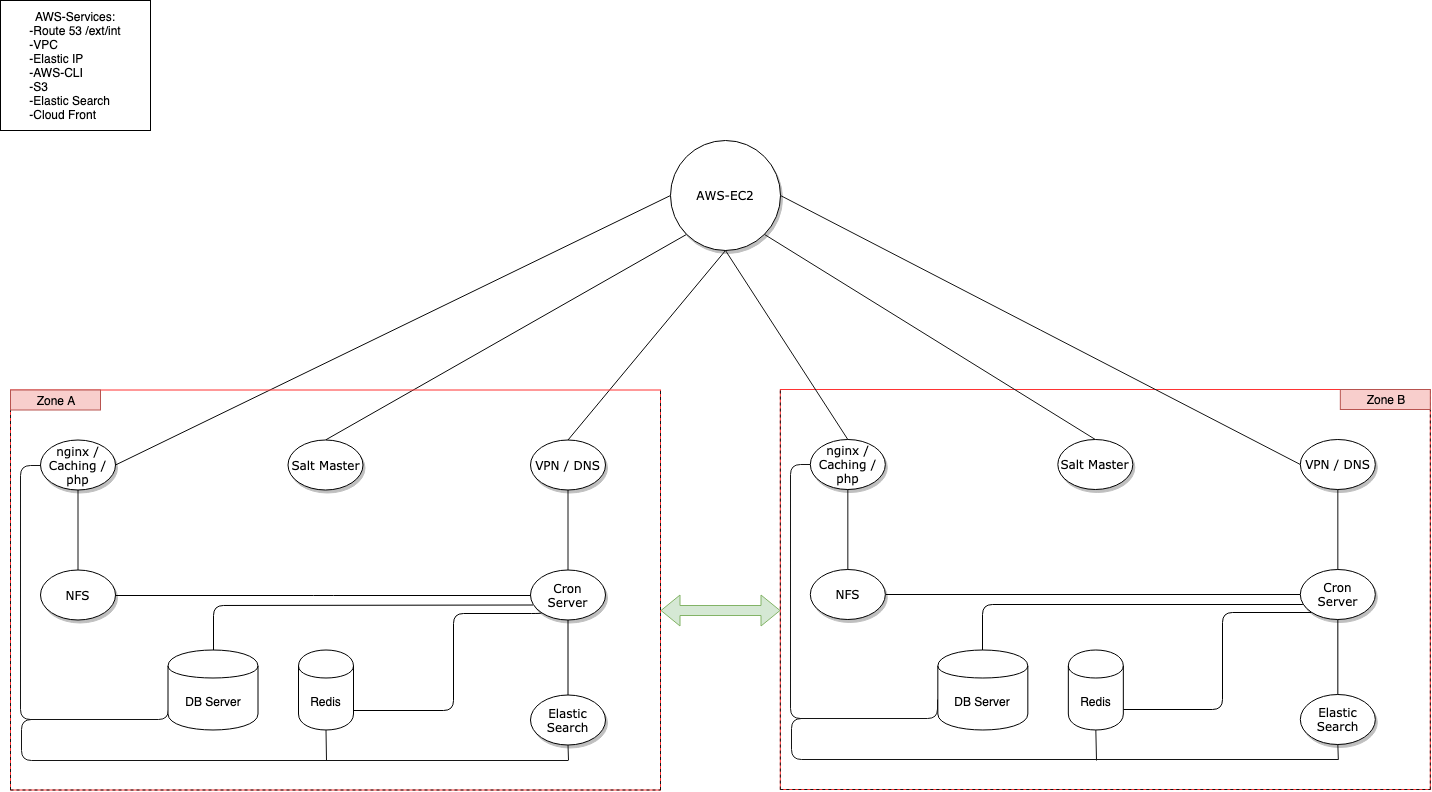 AWS-Services:
-Route 53 /ext/int
-VPC
-Elastic IP
-AWS-CLI
-S3
-Elastic Search
-Cloud Front
AWS-EC2
Zone A
nginx /
Caching /
php
Salt Master
VPN / DNS
NFS
Cron
Server
DB Server
Redis
Elastic
Search
Zone B
nginx /
Caching /
php
Salt Master
VPN / DNS
NFS
Cron
Server
DB Server
Redis
Elastic
Search